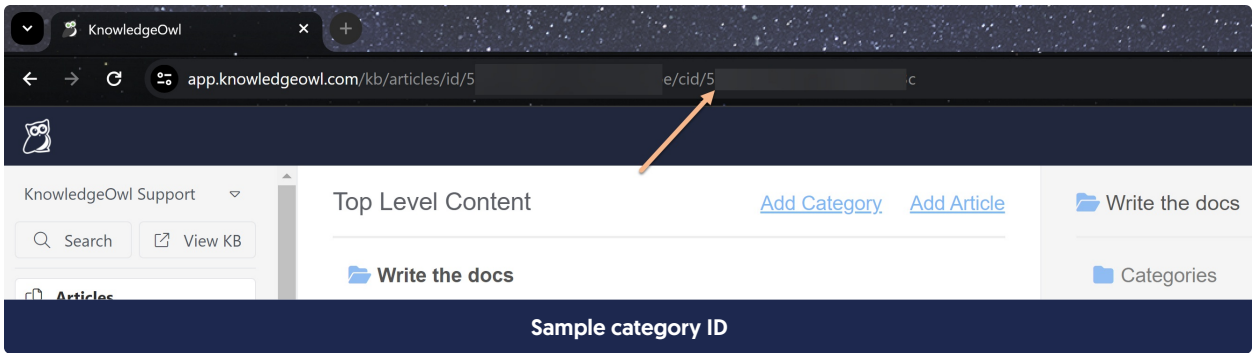 KnowledgeOwl
app.knowledgeowl.com/kb/articles/id/5 e/cid/5 c
KnowledgeOwl Support
Search
View KB
Articles
Top Level Content
Add Category
Add Article
Write the docs
Write the docs
Categories
Sample category ID